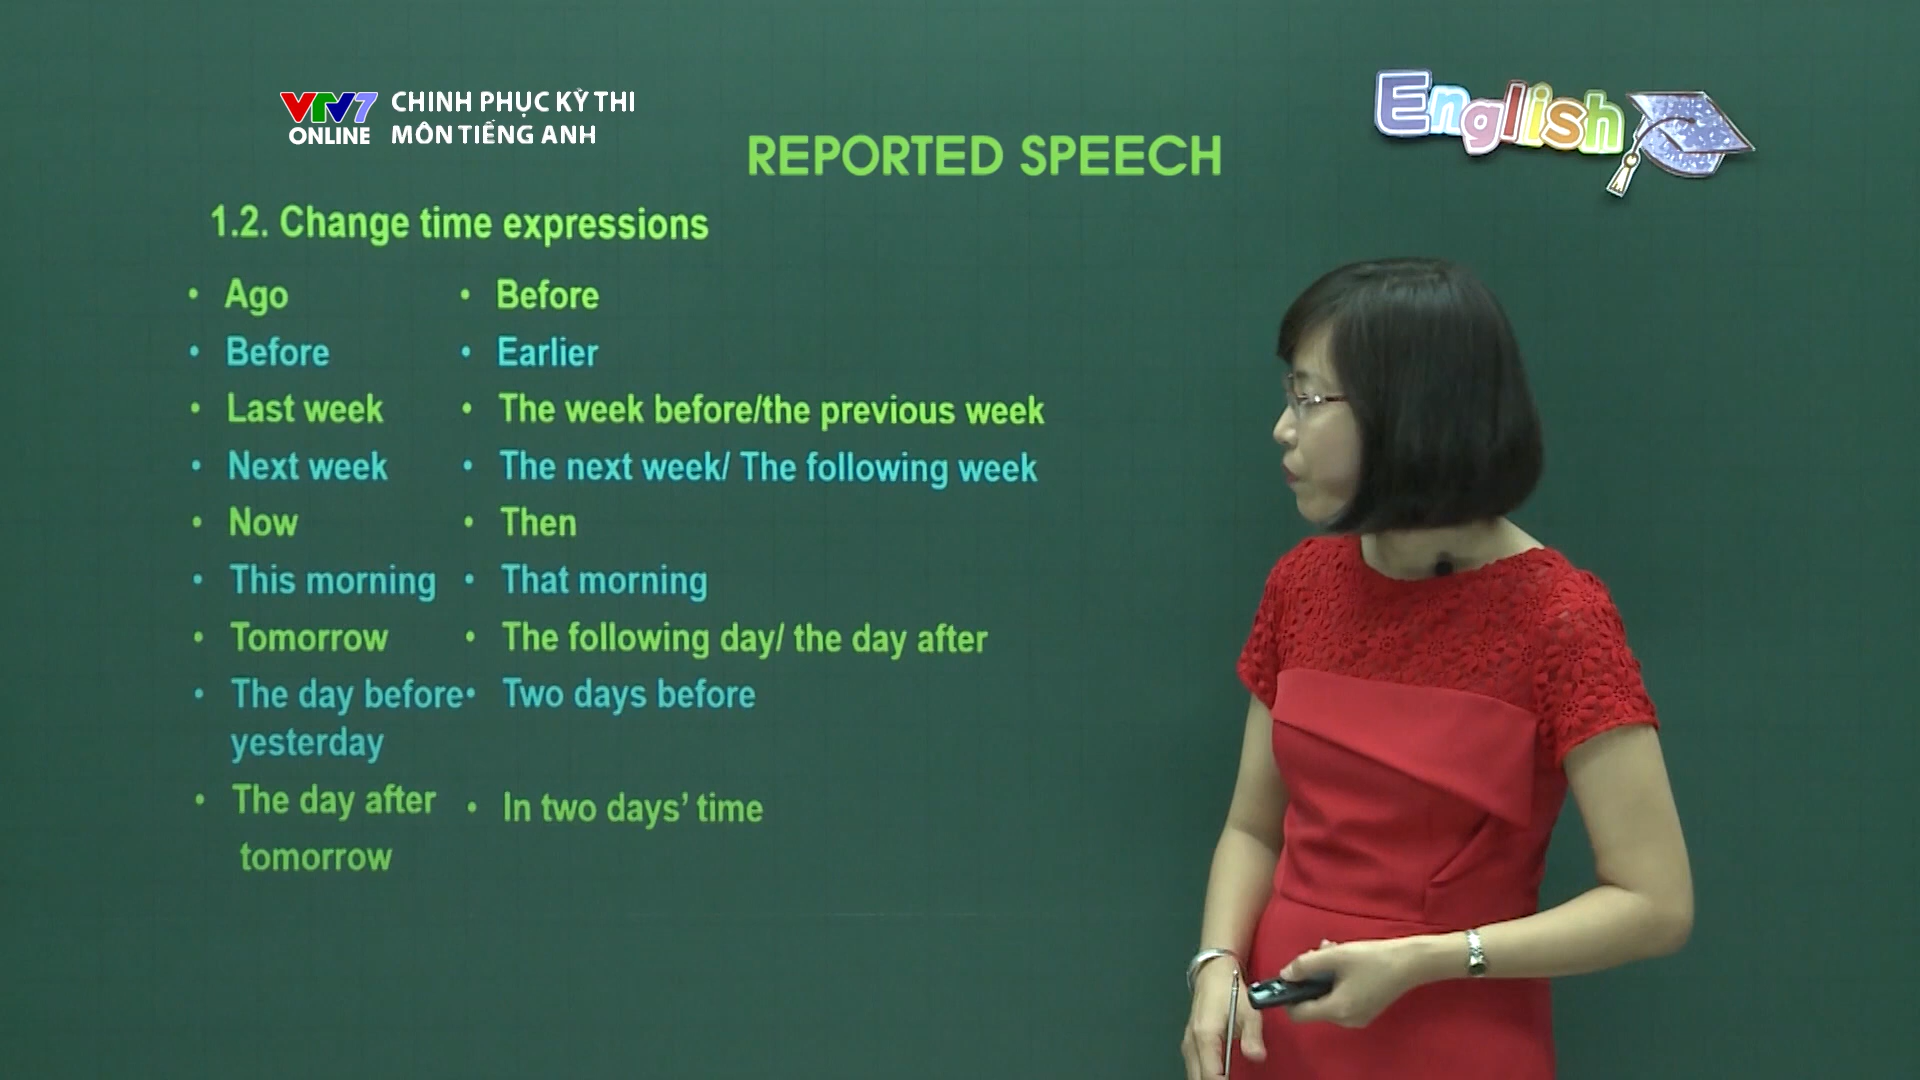 VTV7
ONLINE
CHINH PHỤC KỲ THI
MÔN TIẾNG ANH
English
REPORTED SPEECH
1.2. Change time expressions
• Ago • Before
• Before • Earlier
• Last week • The week before/the previous week
• Next week • The next week/ The following week
• Now • Then
• This morning • That morning
• Tomorrow • The following day/ the day after
• The day before • Two days before
yesterday
• The day after • In two days’ time
tomorrow